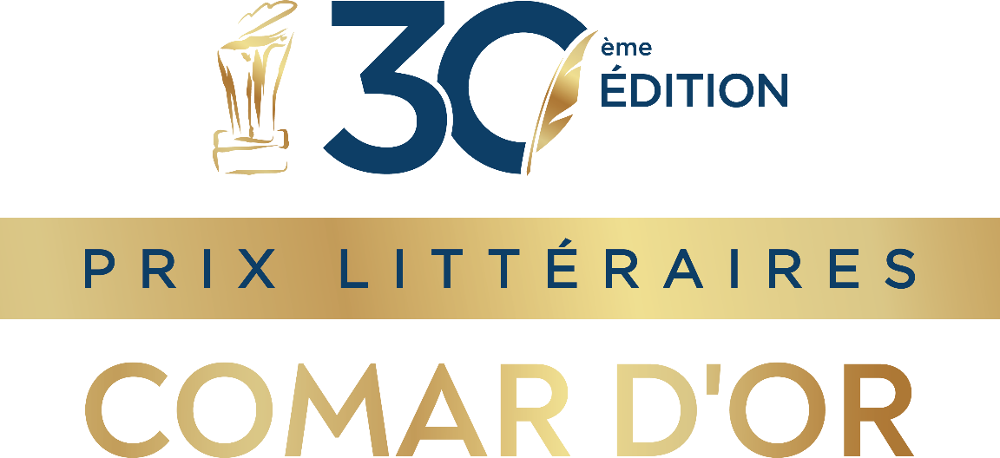 30ème
ÉDITION
PRIX LITTÉRAIRES
COMAR D'OR